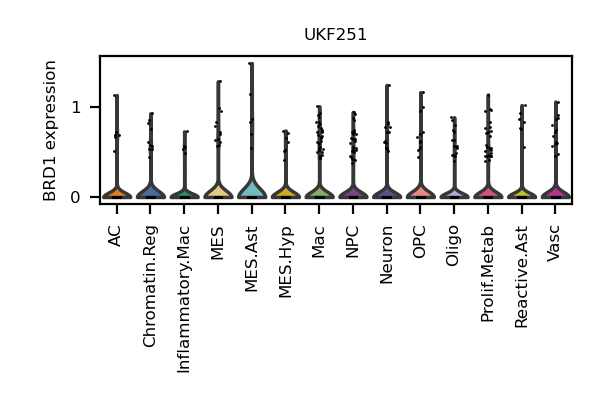 UKF251
BRD1 expression
1
0
AC
Chromatin.Reg
Inflammatory.Mac
MES
MES.Ast
MES.Hyp
Mac
NPC
Neuron
OPC
Oligo
Prolif.Metab
Reactive.Ast
Vasc